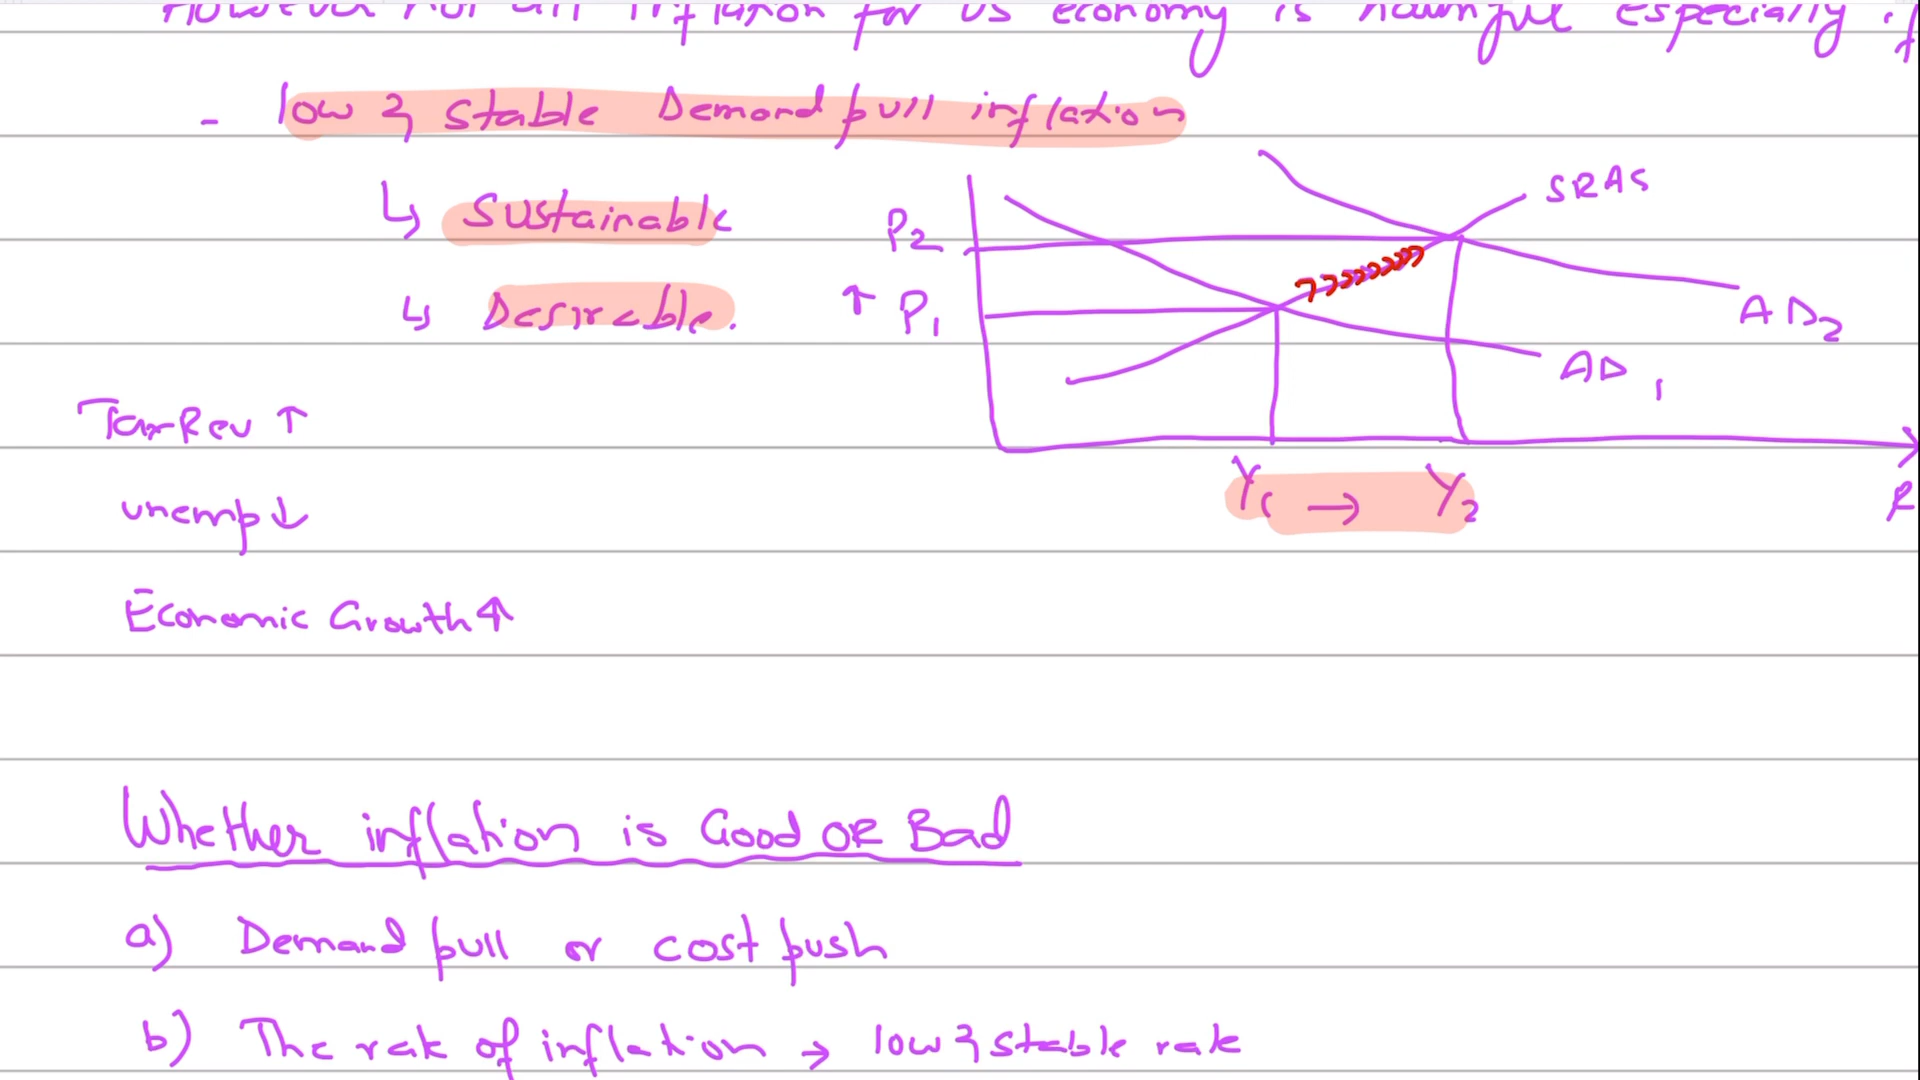 However not all inflation for US economy is harmful especially if
- low & stable Demand pull inflation
↳ Sustainable
↳ Desirable.
Tax Rev ↑
unemp ↓
Economic Growth ↑
SRAS
P2
↑ P1
AD2
AD1
Y1 → Y2
R
Whether inflation is Good OR Bad
a) Demand pull or cost push
b) The rate of inflation → low & stable rate